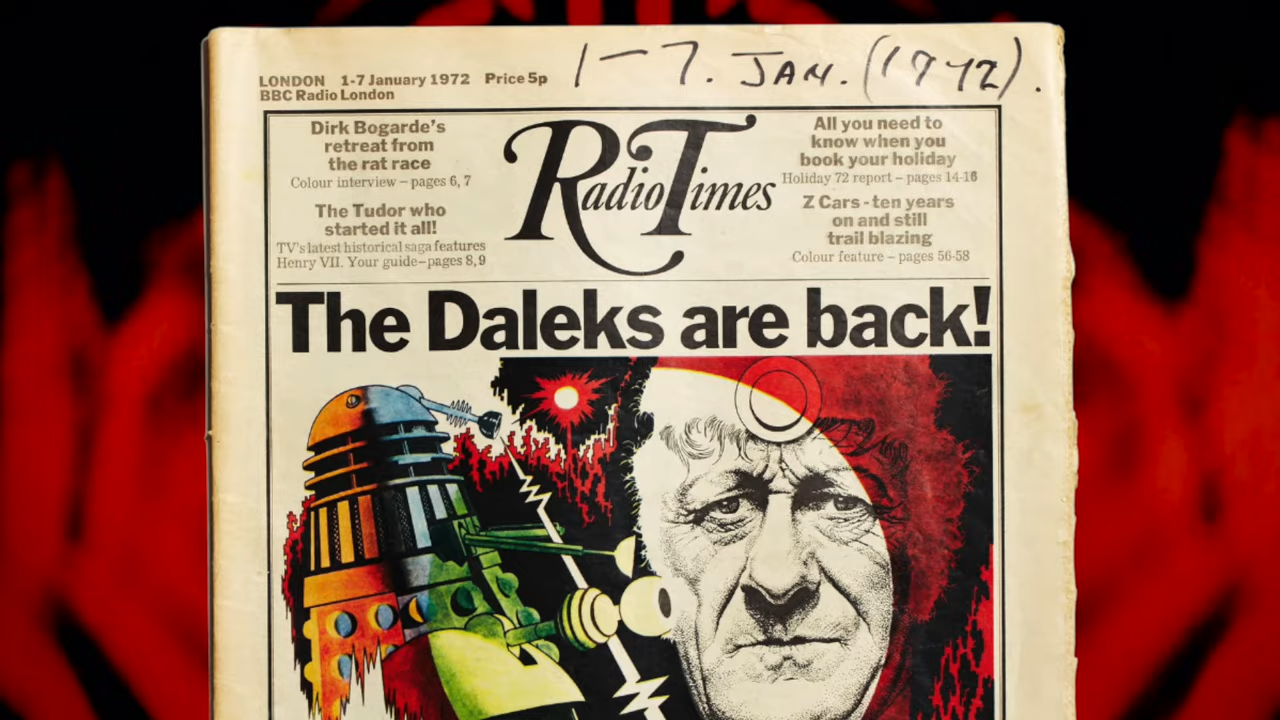 LONDON 1-7 January 1972 Price 5p
BBC Radio London
1-7. JAN. (1972).
Dirk Bogarde's
retreat from
the rat race
Colour interview – pages 6, 7
The Tudor who
started it all!
TV's latest historical saga features
Henry VII. Your guide – pages 8, 9
Radio Times
All you need to
know when you
book your holiday
Holiday 72 report – pages 14-16
Z Cars - ten years
on and still
trail blazing
Colour feature – pages 56-58
The Daleks are back!